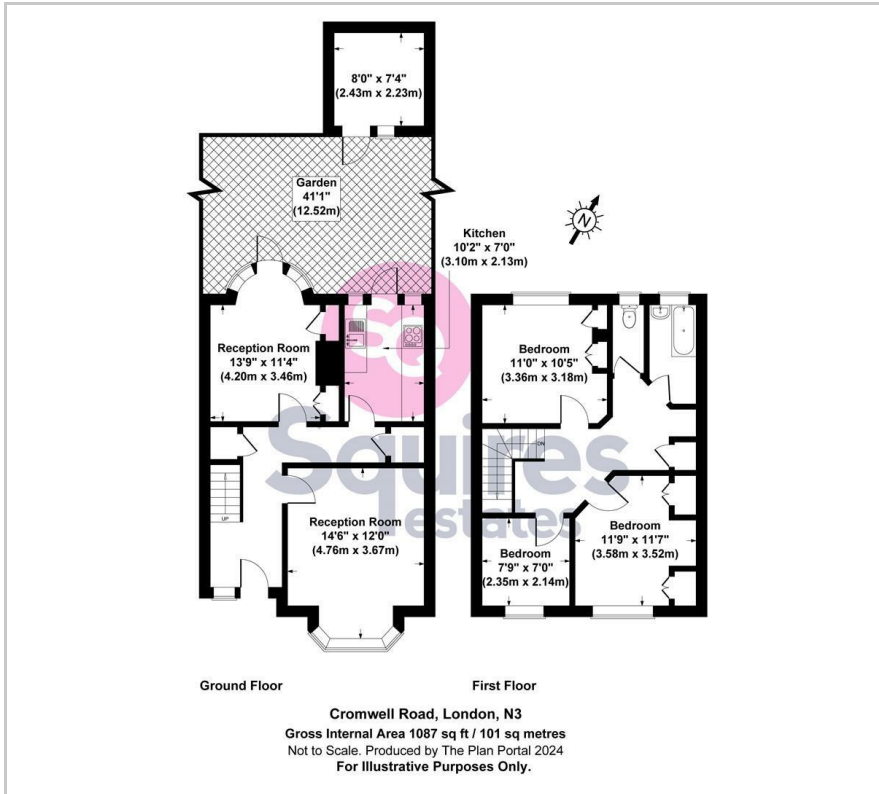 8'0" x 7'4"
(2.43m x 2.23m)
Garden
41'1"
(12.52m)
N
Kitchen
10'2" x 7'0"
(3.10m x 2.13m)
SQ
Squires
estates
Reception Room
13'9" x 11'4"
(4.20m x 3.46m)
Bedroom
11'0" x 10'5"
(3.36m x 3.18m)
DN
UP
Reception Room
14'6" x 12'0"
(4.76m x 3.67m)
Bedroom
7'9" x 7'0"
(2.35m x 2.14m)
Bedroom
11'9" x 11'7"
(3.58m x 3.52m)
Ground Floor
First Floor
Cromwell Road, London, N3
Gross Internal Area 1087 sq ft / 101 sq metres
Not to Scale. Produced by The Plan Portal 2024
For Illustrative Purposes Only.